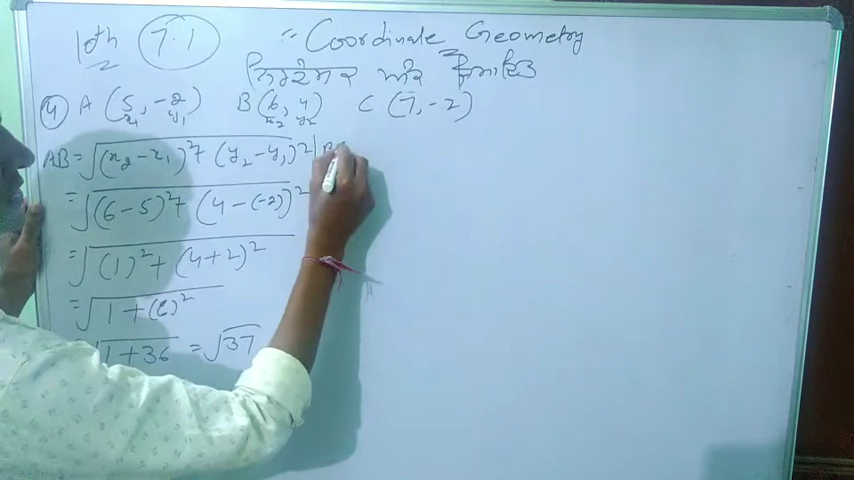 10th 7.1 " Coordinate Geometry
(4) A (5, -2) B (6, 4) C (7, -2)
x₁ y₁ x₂ y₂
AB = √(x₂ - x₁)² + (y₂ - y₁)² | B
= √(6 - 5)² + (4 - (-2))²
= √(1)² + (4 + 2)²
= √1 + (6)²
√1 + 36 = √37